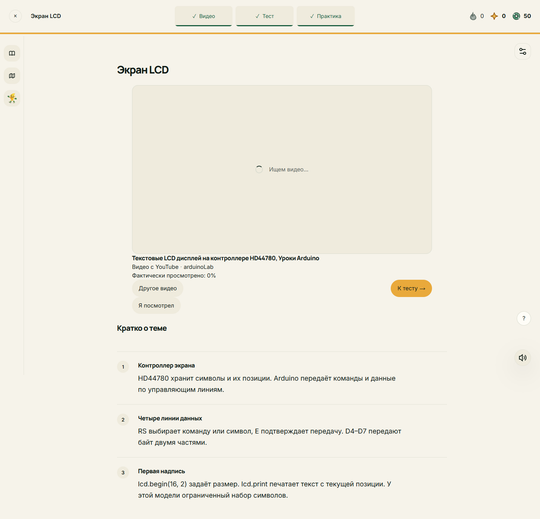 ×
Экран LCD
✓ Видео
✓ Тест
✓ Практика
0
0
50
Экран LCD
Ищем видео...
Текстовые LCD дисплей на контроллере HD44780, Уроки Arduino
Видео с YouTube · arduinoLab
Фактически просмотрено: 0%
Другое видео
К тесту →
Я посмотрел
?
Кратко о теме
1
Контроллер экрана
HD44780 хранит символы и их позиции. Arduino передаёт команды и данные
по управляющим линиям.
2
Четыре линии данных
RS выбирает команду или символ, E подтверждает передачу. D4–D7 передают
байт двумя частями.
3
Первая надпись
lcd.begin(16, 2) задаёт размер. lcd.print печатает текст с текущей позиции. У
этой модели ограниченный набор символов.